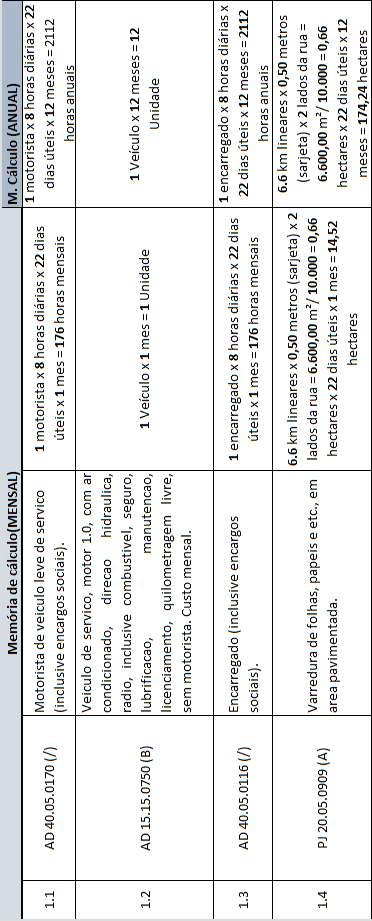 Memória de cálculo(MENSAL)
M. Cálculo (ANUAL)
1.1
AD 40.05.0170 (/)
Motorista de veiculo leve de servico
(inclusive encargos sociais).
1 motorista x 8 horas diárias x 22 dias
úteis x 1 mes = 176 horas mensais
1 motorista x 8 horas diárias x 22
dias úteis x 12 meses = 2112
horas anuais
1.2
AD 15.15.0750 (B)
Veiculo de servico, motor 1.0, com ar
condicionado, direcao hidraulica,
radio, inclusive combustivel, seguro,
lubrificacao, manutencao,
licenciamento, quilometragem livre,
sem motorista. Custo mensal.
1 Veículo x 1 mes = 1 Unidade
1 Veículo x 12 meses = 12
Unidade
1.3
AD 40.05.0116 (/)
Encarregado (inclusive encargos
sociais).
1 encarregado x 8 horas diárias x 22 dias
úteis x 1 mes = 176 horas mensais
1 encarregado x 8 horas diárias x
22 dias úteis x 12 meses = 2112
horas anuais
1.4
PJ 20.05.0909 (A)
Varredura de folhas, papeis e etc., em
area pavimentada.
6.6 km lineares x 0,50 metros (sarjeta) x 2
lados da rua = 6.600,00 m² / 10.000 = 0,66
hectares x 22 dias úteis x 1 mes = 14,52
hectares
6.6 km lineares x 0,50 metros
(sarjeta) x 2 lados da rua =
6.600,00 m² / 10.000 = 0,66
hectares x 22 dias úteis x 12
meses = 174,24 hectares